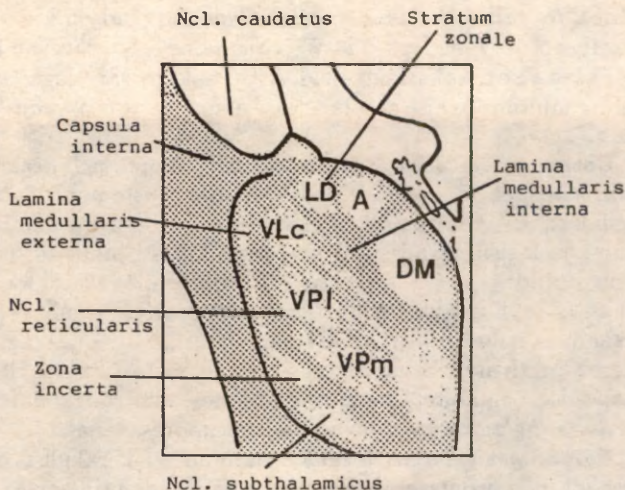 Ncl. caudatus
Stratum
zonale
Capsula
interna
Lamina
medullaris
externa
Ncl.
reticularis
Zona
incerta
Lamina
medullaris
interna
LD
A
VLc
DM
VPl
VPm
Ncl. subthalamicus